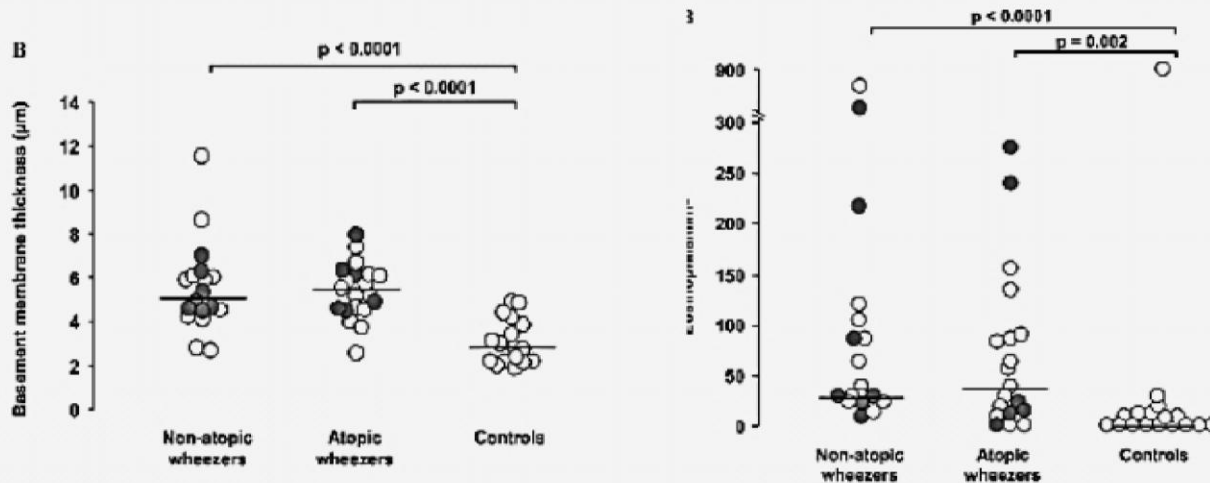 B
p < 0.0001
p < 0.0001
Basement membrane thickness (μm)
14
12
10
8
6
4
2
0
Non-atopic
wheezers
Atopic
wheezers
Controls
p < 0.0001
p = 0.002
900
300
250
200
150
100
50
0
Non-atopic
wheezers
Atopic
wheezers
Controls